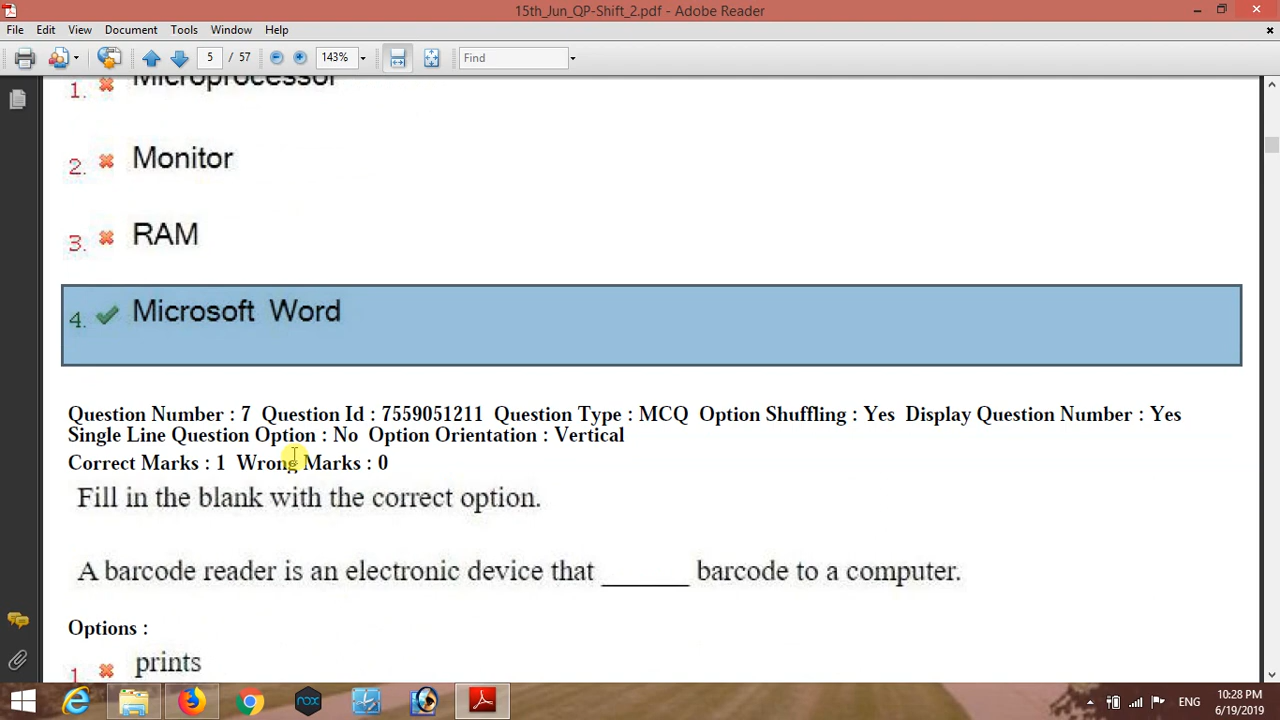 15th_Jun_QP-Shift_2.pdf - Adobe Reader
File Edit View Document Tools Window Help
5 / 57 143% Find
1. Microprocessor
2. Monitor
3. RAM
4. Microsoft Word
Question Number : 7 Question Id : 7559051211 Question Type : MCQ Option Shuffling : Yes Display Question Number : Yes
Single Line Question Option : No Option Orientation : Vertical
Correct Marks : 1 Wrong Marks : 0
Fill in the blank with the correct option.
A barcode reader is an electronic device that ______ barcode to a computer.
Options :
1. prints
nox
ENG
10:28 PM
6/19/2019